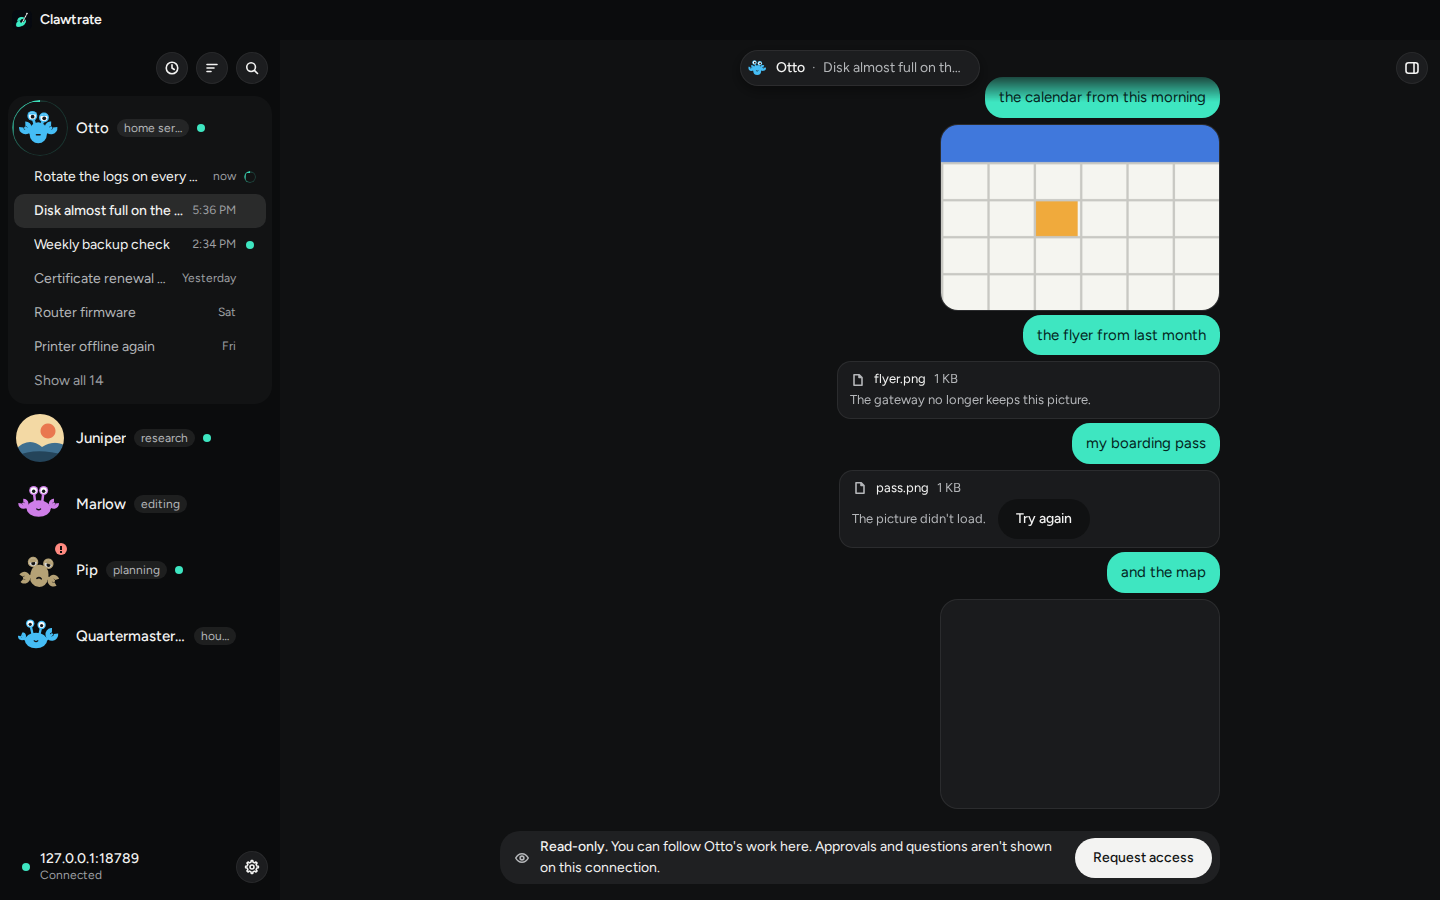 Clawtrate
Otto · Disk almost full on th...
Otto home ser...
Rotate the logs on every ... now
Disk almost full on the ... 5:36 PM
Weekly backup check 2:34 PM
Certificate renewal ... Yesterday
Router firmware Sat
Printer offline again Fri
Show all 14
Juniper research
Marlow editing
Pip planning
Quartermaster... hou...
127.0.0.1:18789
Connected
the calendar from this morning
the flyer from last month
flyer.png 1 KB
The gateway no longer keeps this picture.
my boarding pass
pass.png 1 KB
The picture didn't load. Try again
and the map
Read-only. You can follow Otto's work here. Approvals and questions aren't shown
on this connection.
Request access